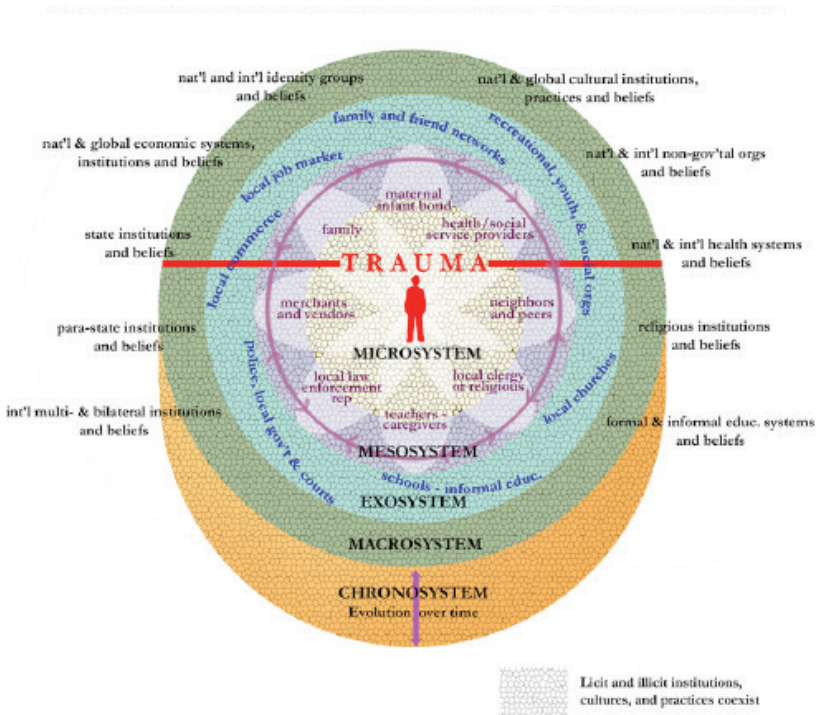 nat'l and int'l identity groups
and beliefs
nat'l & global cultural institutions,
practices and beliefs
family and friend networks
recreational, youth, & social orgs
nat'l & global economic systems,
institutions and beliefs
local job market
nat'l & int'l non-gov'tal orgs
and beliefs
maternal
infant bond
family
health/social
service providers
state institutions
and beliefs
local commerce
TRAUMA
nat'l & int'l health systems
and beliefs
merchants
and vendors
neighbors
and peers
para-state institutions
and beliefs
religious institutions
and beliefs
MICROSYSTEM
police, local gov't & courts
local law
enforcement
rep
local clergy
or religious
local churches
int'l multi- & bilateral institutions
and beliefs
teachers -
caregivers
formal & informal educ. systems
and beliefs
MESOSYSTEM
schools - informal educ.
EXOSYSTEM
MACROSYSTEM
CHRONOSYSTEM
Evolution over time
Licit and illicit institutions,
cultures, and practices coexist